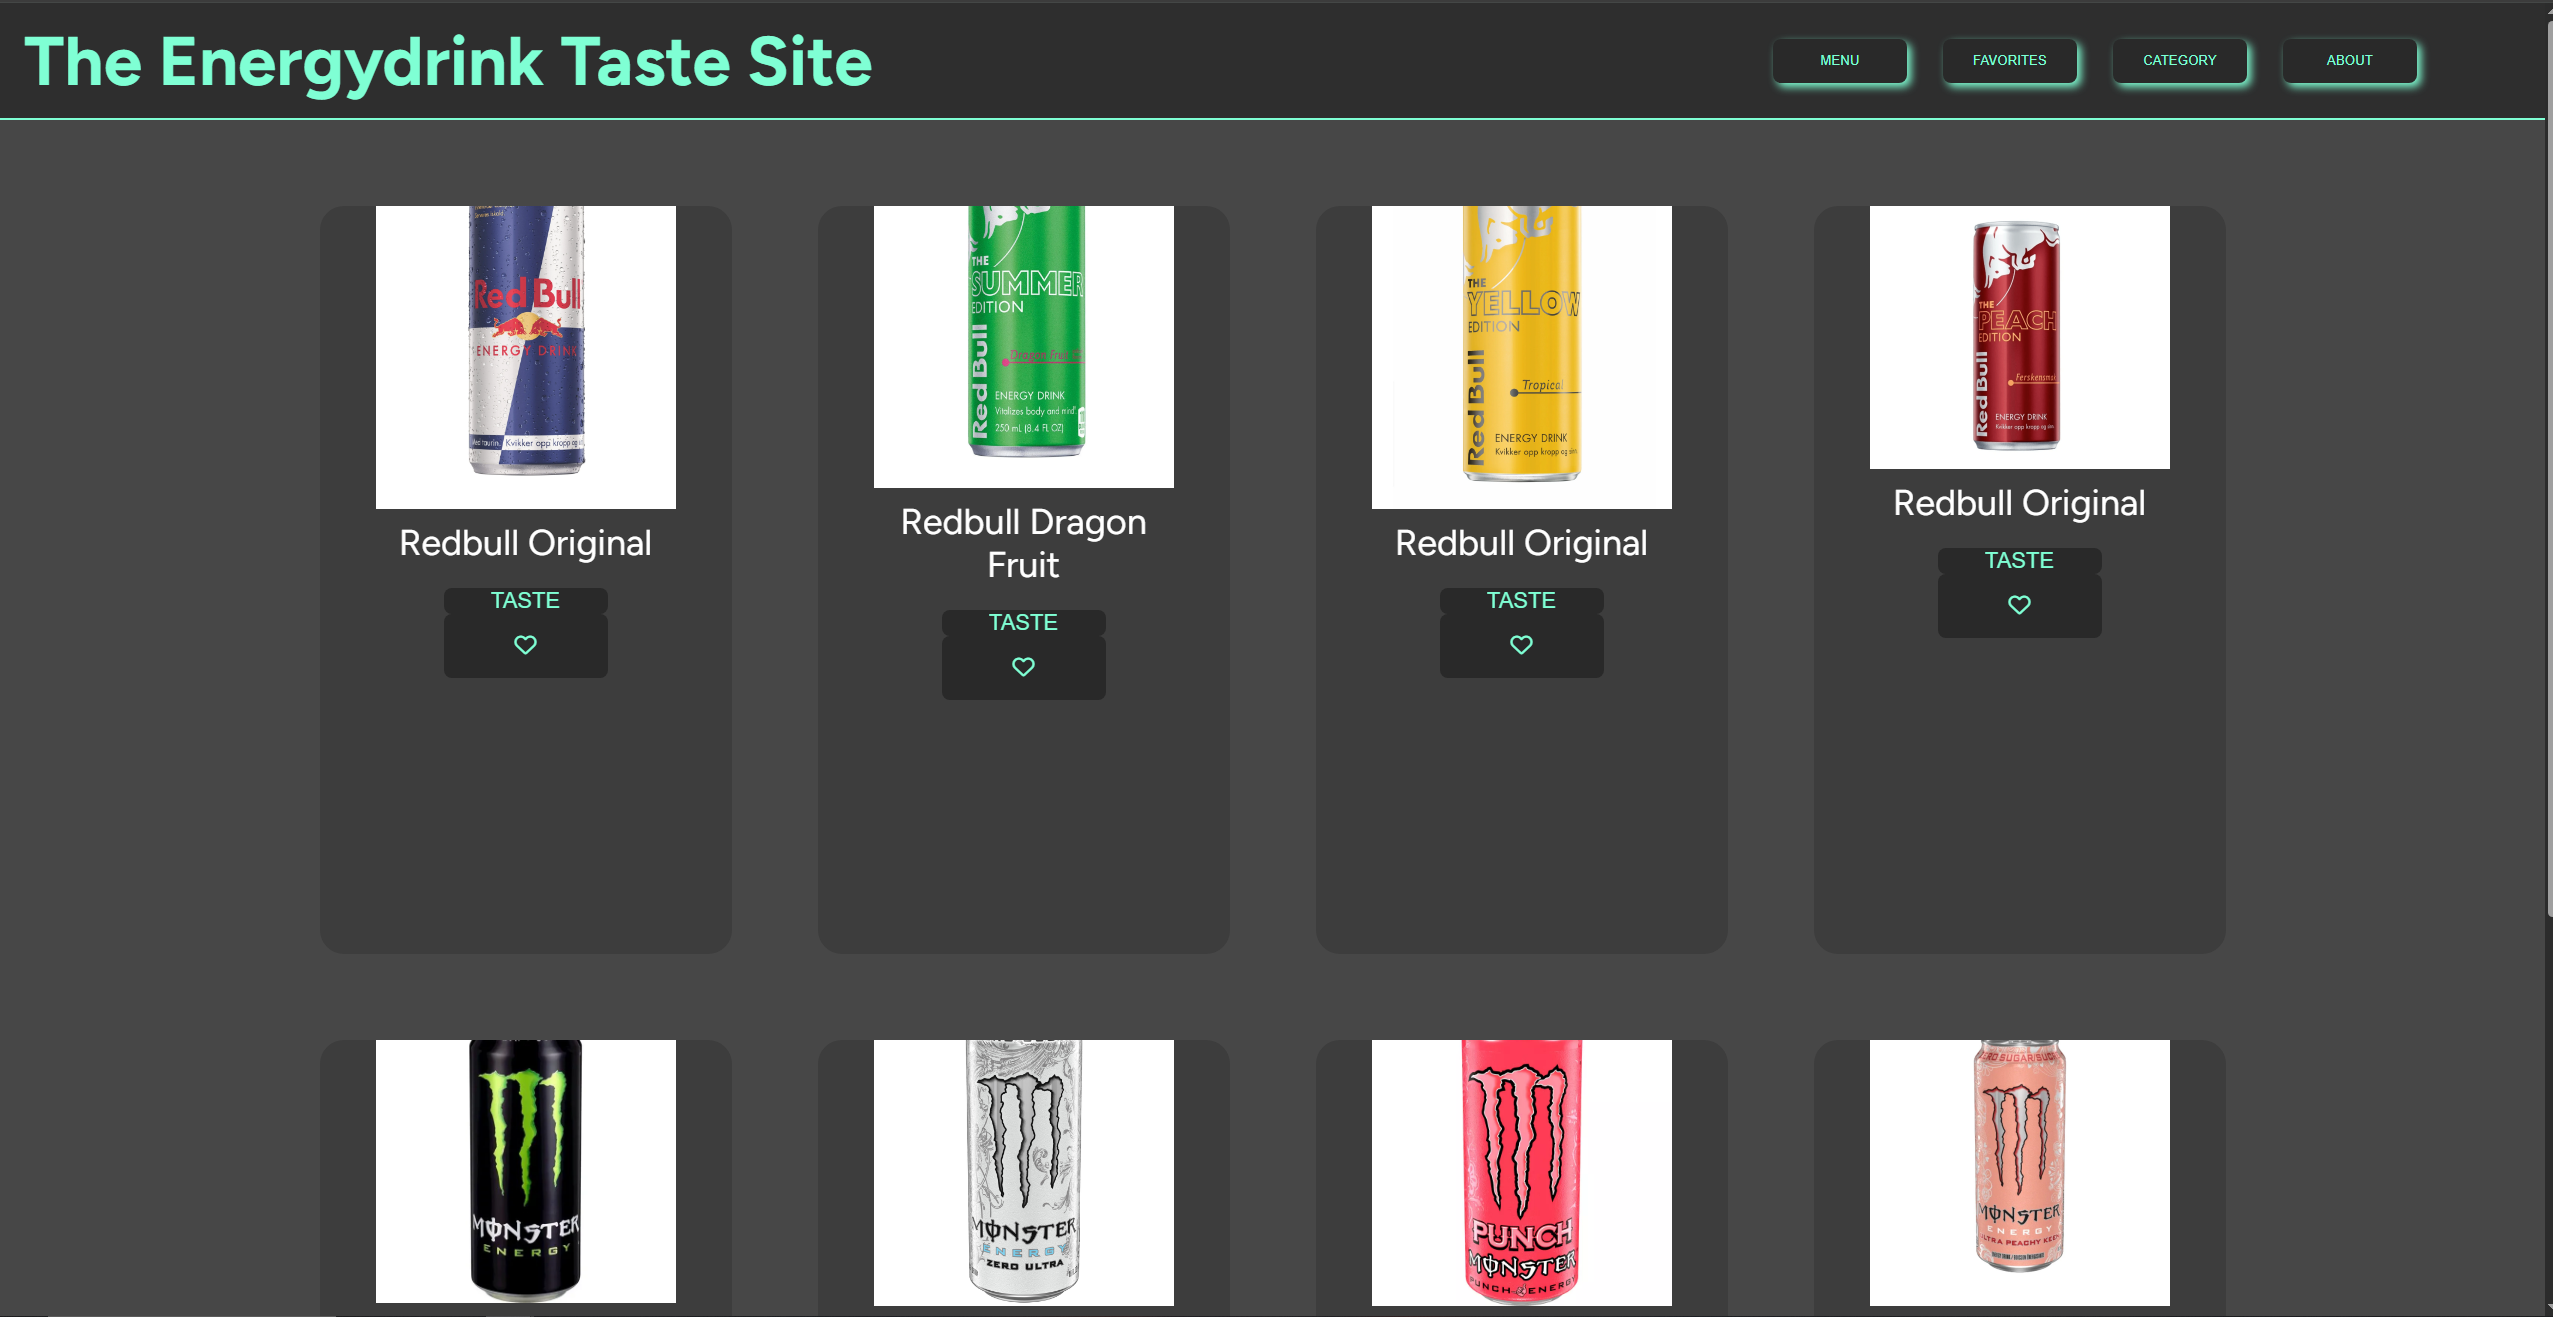 The Energydrink Taste Site
MENU
FAVORITES
CATEGORY
ABOUT
Red Bull
ENERGY DRINK
Kvikker opp kropp og
THE
SUMMER
EDITION
Red Bull
Dragon Fruit
ENERGY DRINK
Vitalizes body and mind
250 mL (8.4 FL OZ)
THE
YELLOW
EDITION
Red Bull
Tropical
ENERGY DRINK
Kvikker opp kropp og sinn
THE
PEACH
EDITION
Red Bull
Ferskensmak
ENERGY DRINK
Kvikker opp kropp og sinn
Redbull Original
TASTE
Redbull Dragon
Fruit
TASTE
Redbull Original
TASTE
Redbull Original
TASTE
MONSTER
ENERGY
MONSTER
ENERGY
ZERO ULTRA
PUNCH
MONSTER
PUNCH ENERGY
ZERO SUGAR
MONSTER
ENERGY
ULTRA PEACHY KEEN